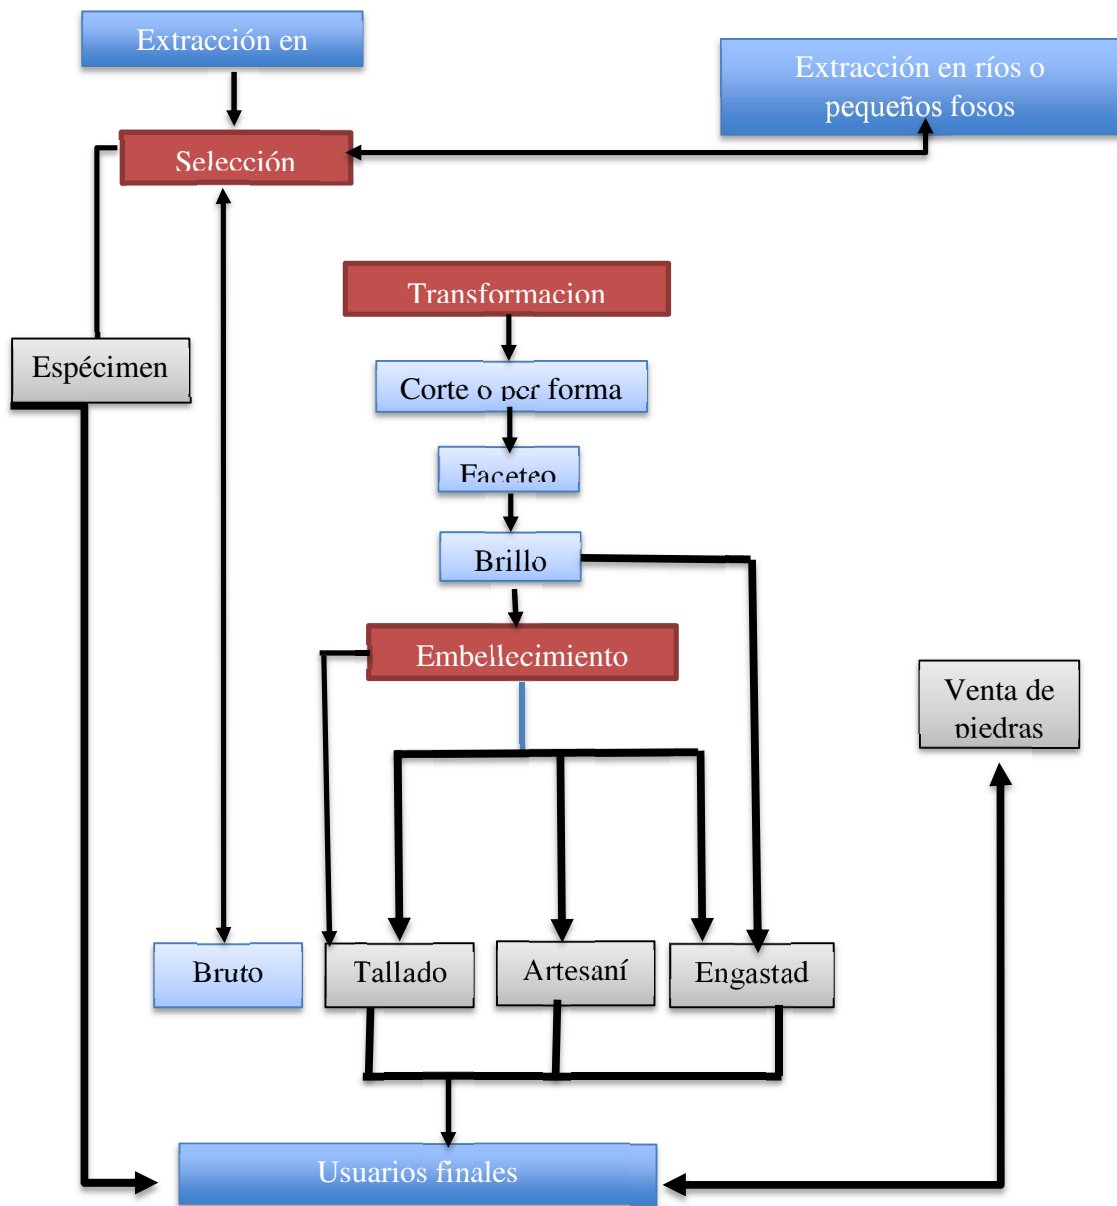 Extracción en
Extracción en ríos o
pequeños fosos
Selección
Transformacion
Espécimen
Corte o per forma
Faceteo
Brillo
Embellecimiento
Venta de
piedras
Bruto
Tallado
Artesaní
Engastad
Usuarios finales